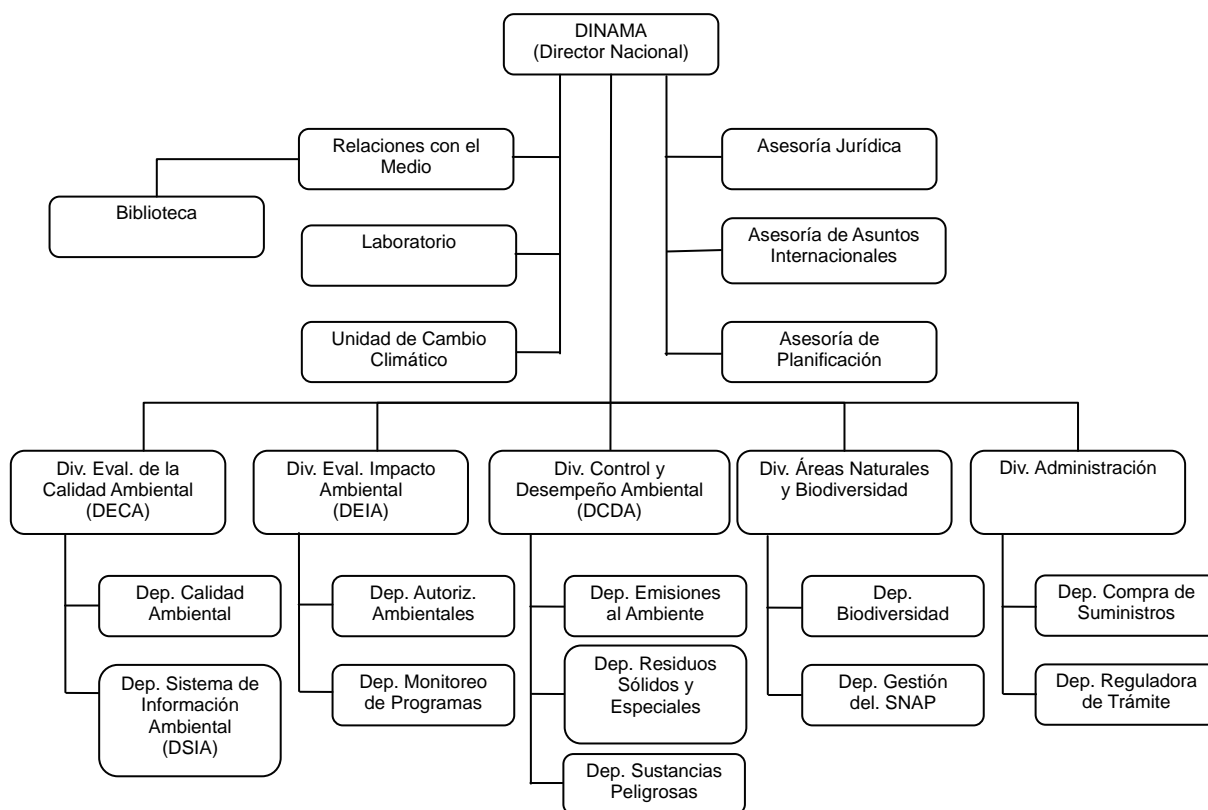 DINAMA
(Director Nacional)
Relaciones con el
Medio
Asesoría Jurídica
Biblioteca
Laboratorio
Asesoría de Asuntos
Internacionales
Unidad de Cambio
Climático
Asesoría de
Planificación
Div. Eval. de la
Calidad Ambiental
(DECA)
Div. Eval. Impacto
Ambiental
(DEIA)
Div. Control y
Desempeño Ambiental
(DCDA)
Div. Áreas Naturales
y Biodiversidad
Div. Administración
Dep. Calidad
Ambiental
Dep. Autoriz.
Ambientales
Dep. Emisiones
al Ambiente
Dep.
Biodiversidad
Dep. Compra de
Suministros
Dep. Sistema de
Información
Ambiental
(DSIA)
Dep. Monitoreo
de Programas
Dep. Residuos
Sólidos y
Especiales
Dep. Gestión
del. SNAP
Dep. Reguladora
de Trámite
Dep. Sustancias
Peligrosas